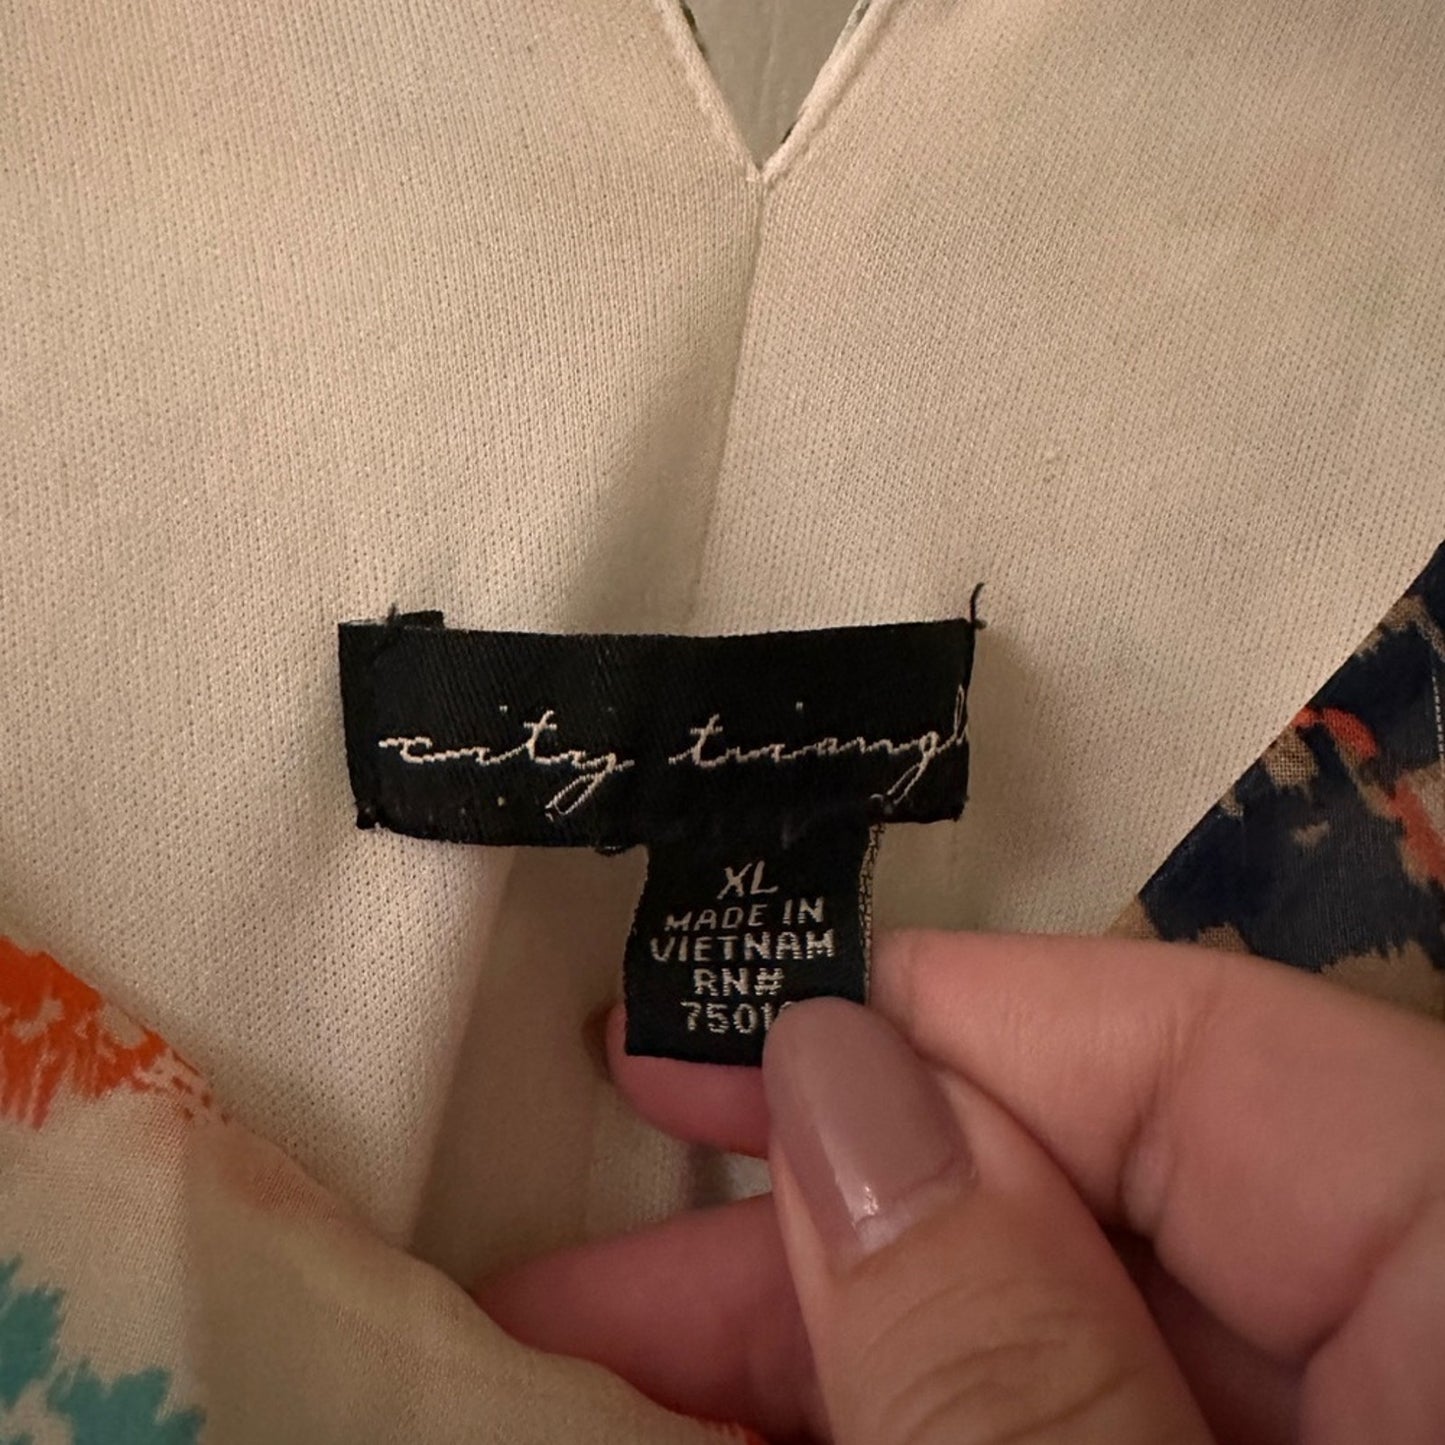 city triangl
XL
MADE IN
VIETNAM
RN#